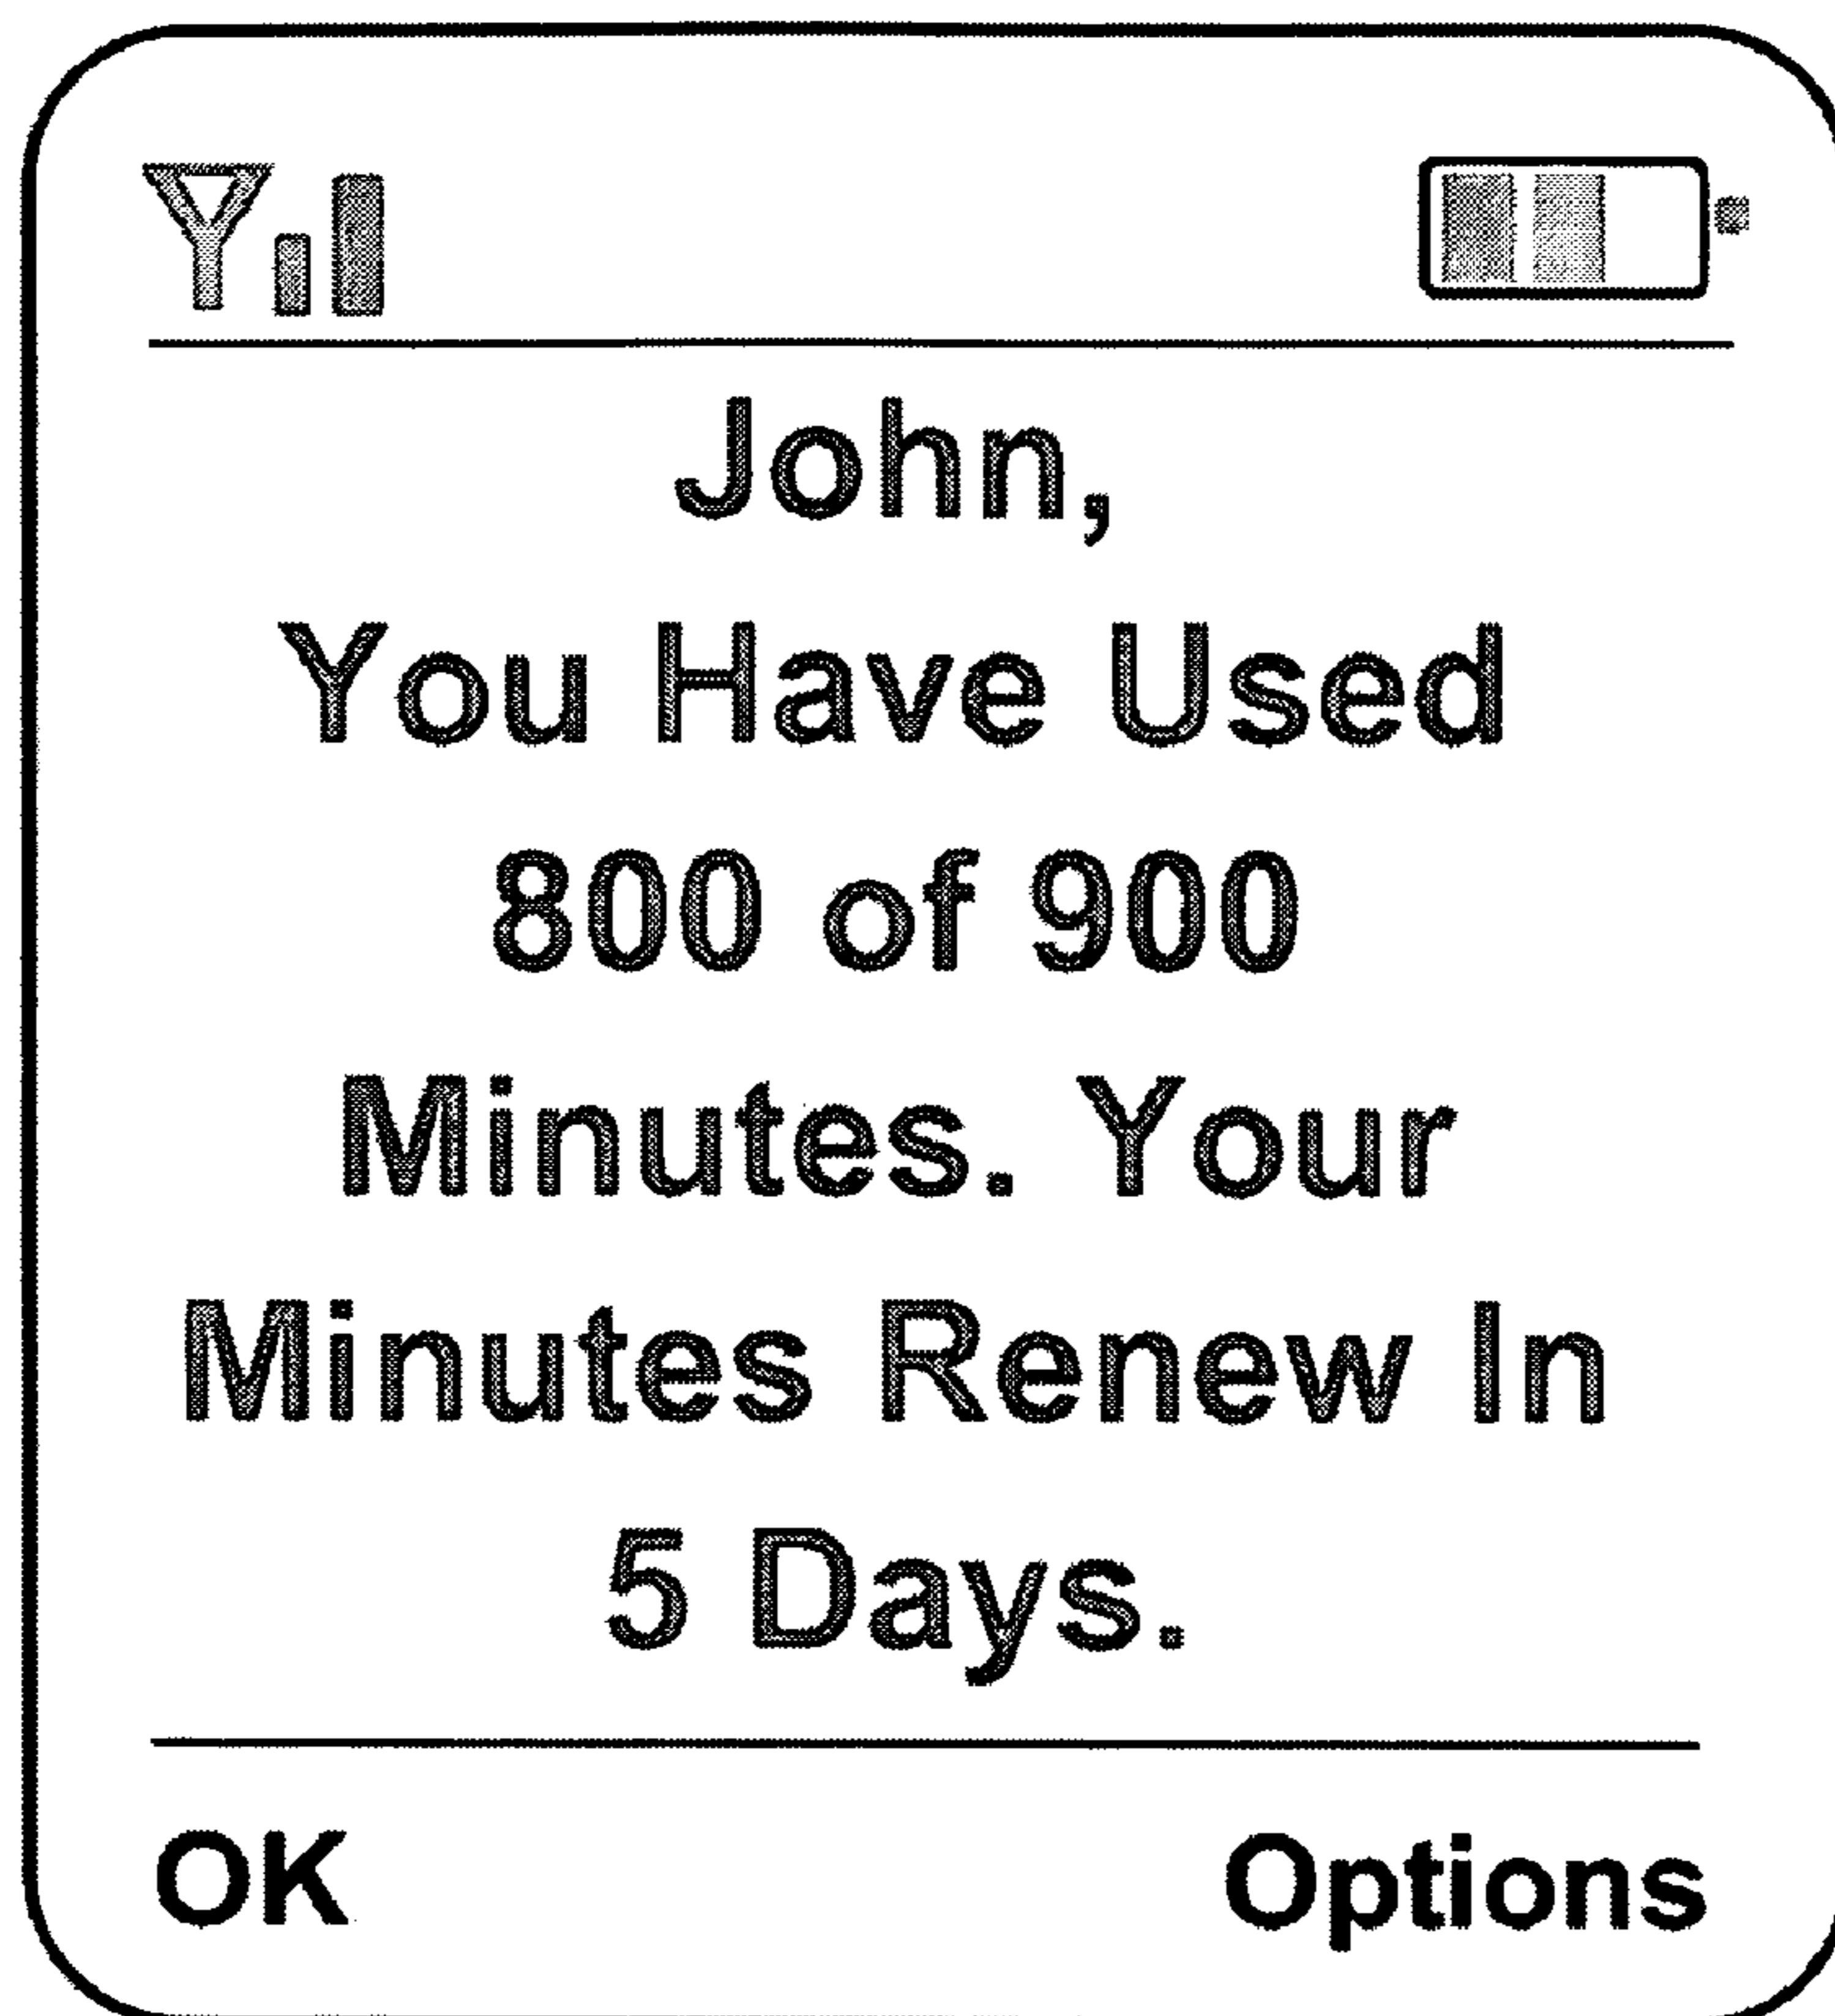 John,
You Have Used
800 of 900
Minutes. Your
Minutes Renew In
5 Days.
OK Options